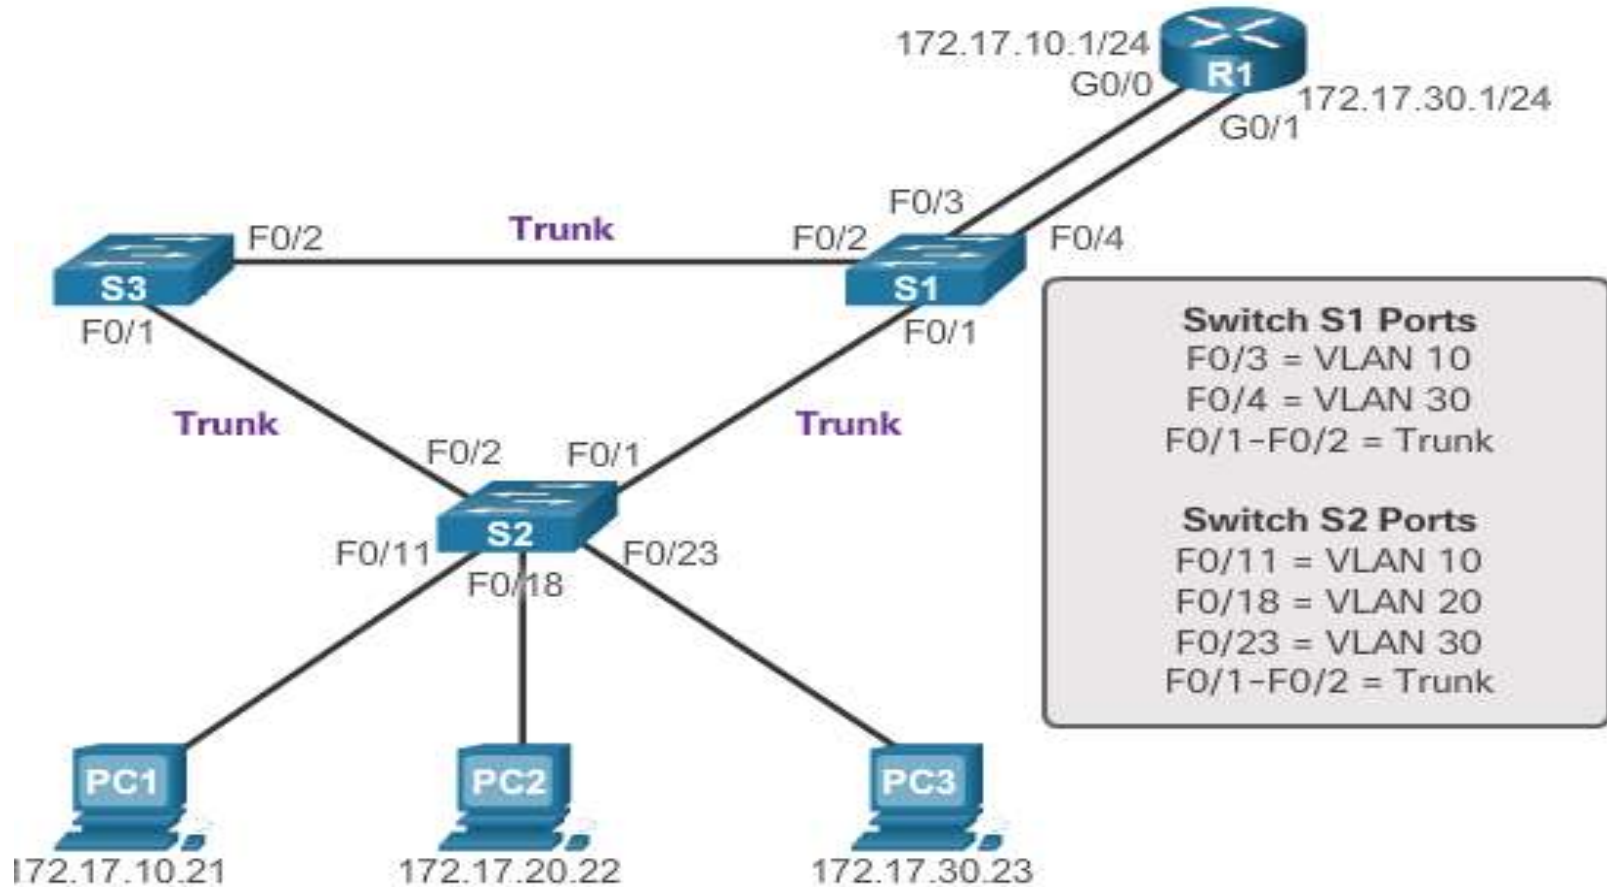 172.17.10.1/24
G0/0
R1
172.17.30.1/24
G0/1
F0/3
F0/2
Trunk
F0/2
F0/4
S3
S1
F0/1
F0/1
Trunk
Trunk
F0/2
F0/1
S2
F0/11
F0/18
F0/23
Switch S1 Ports
F0/3 = VLAN 10
F0/4 = VLAN 30
F0/1-F0/2 = Trunk
Switch S2 Ports
F0/11 = VLAN 10
F0/18 = VLAN 20
F0/23 = VLAN 30
F0/1-F0/2 = Trunk
PC1
PC2
PC3
172.17.10.21
172.17.20.22
172.17.30.23